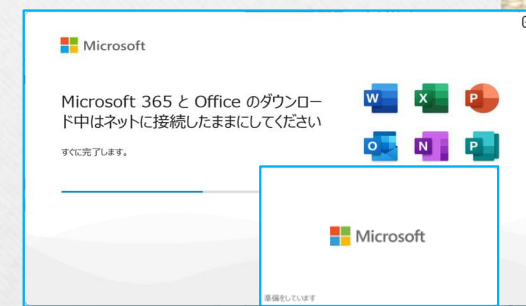 Microsoft
Microsoft 365 と Office のダウンロー
ド中はネットに接続したままにしてください
すぐに完了します。
W X P
O N P
Microsoft
準備をしています